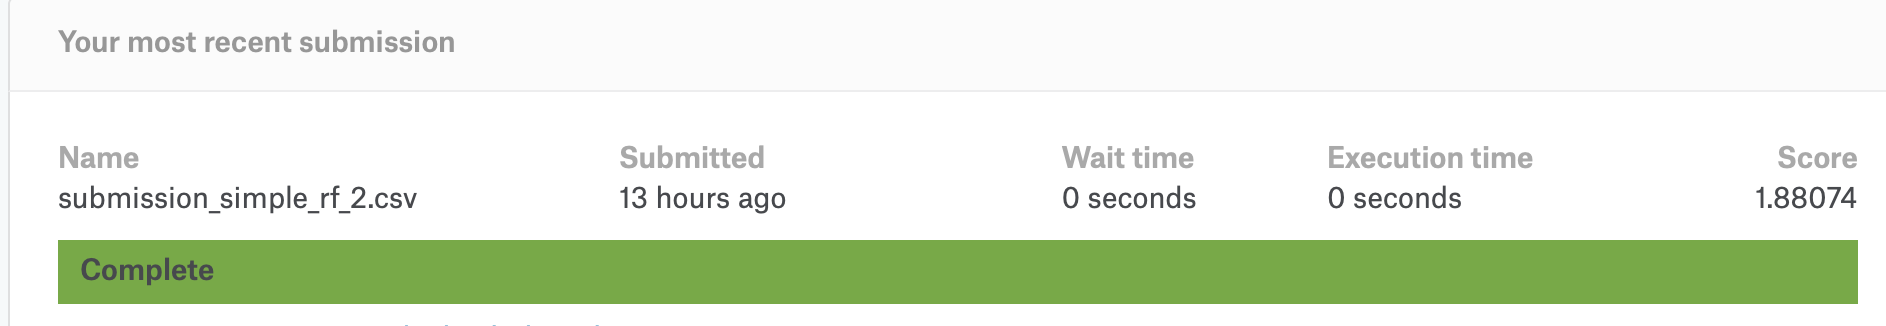 Your most recent submission
Name Submitted Wait time Execution time Score
submission_simple_rf_2.csv 13 hours ago 0 seconds 0 seconds 1.88074
Complete